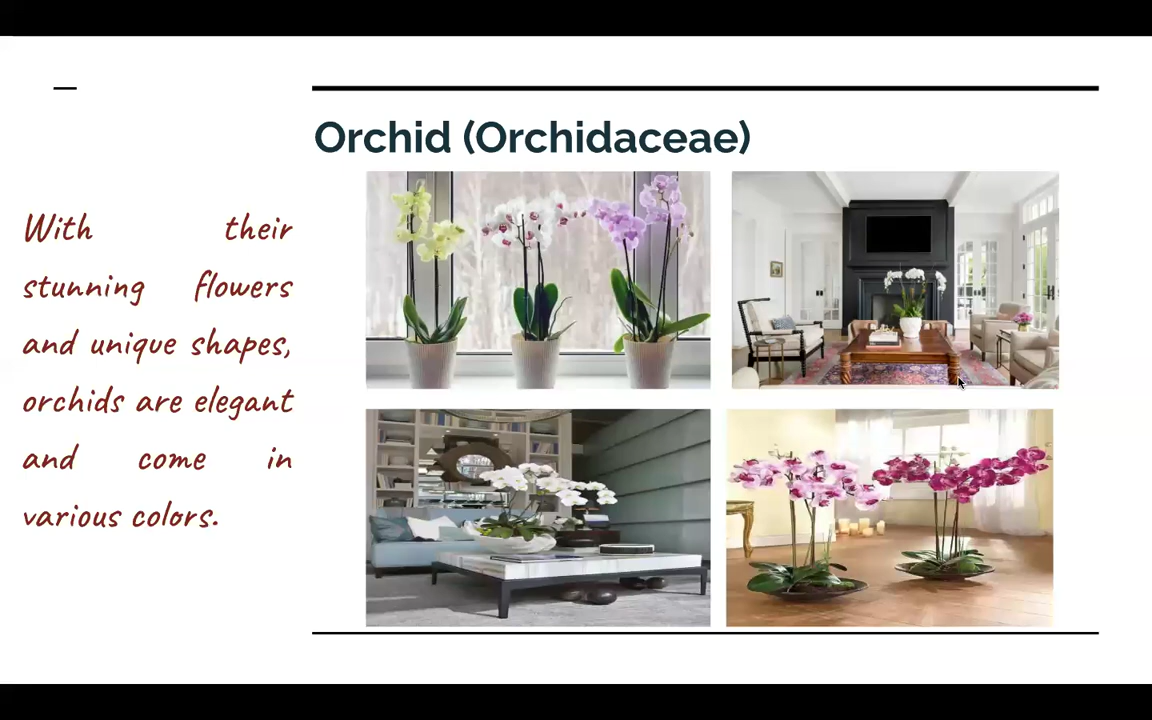 Orchid (Orchidaceae)
With their
stunning flowers
and unique shapes,
orchids are elegant
and come in
various colors.